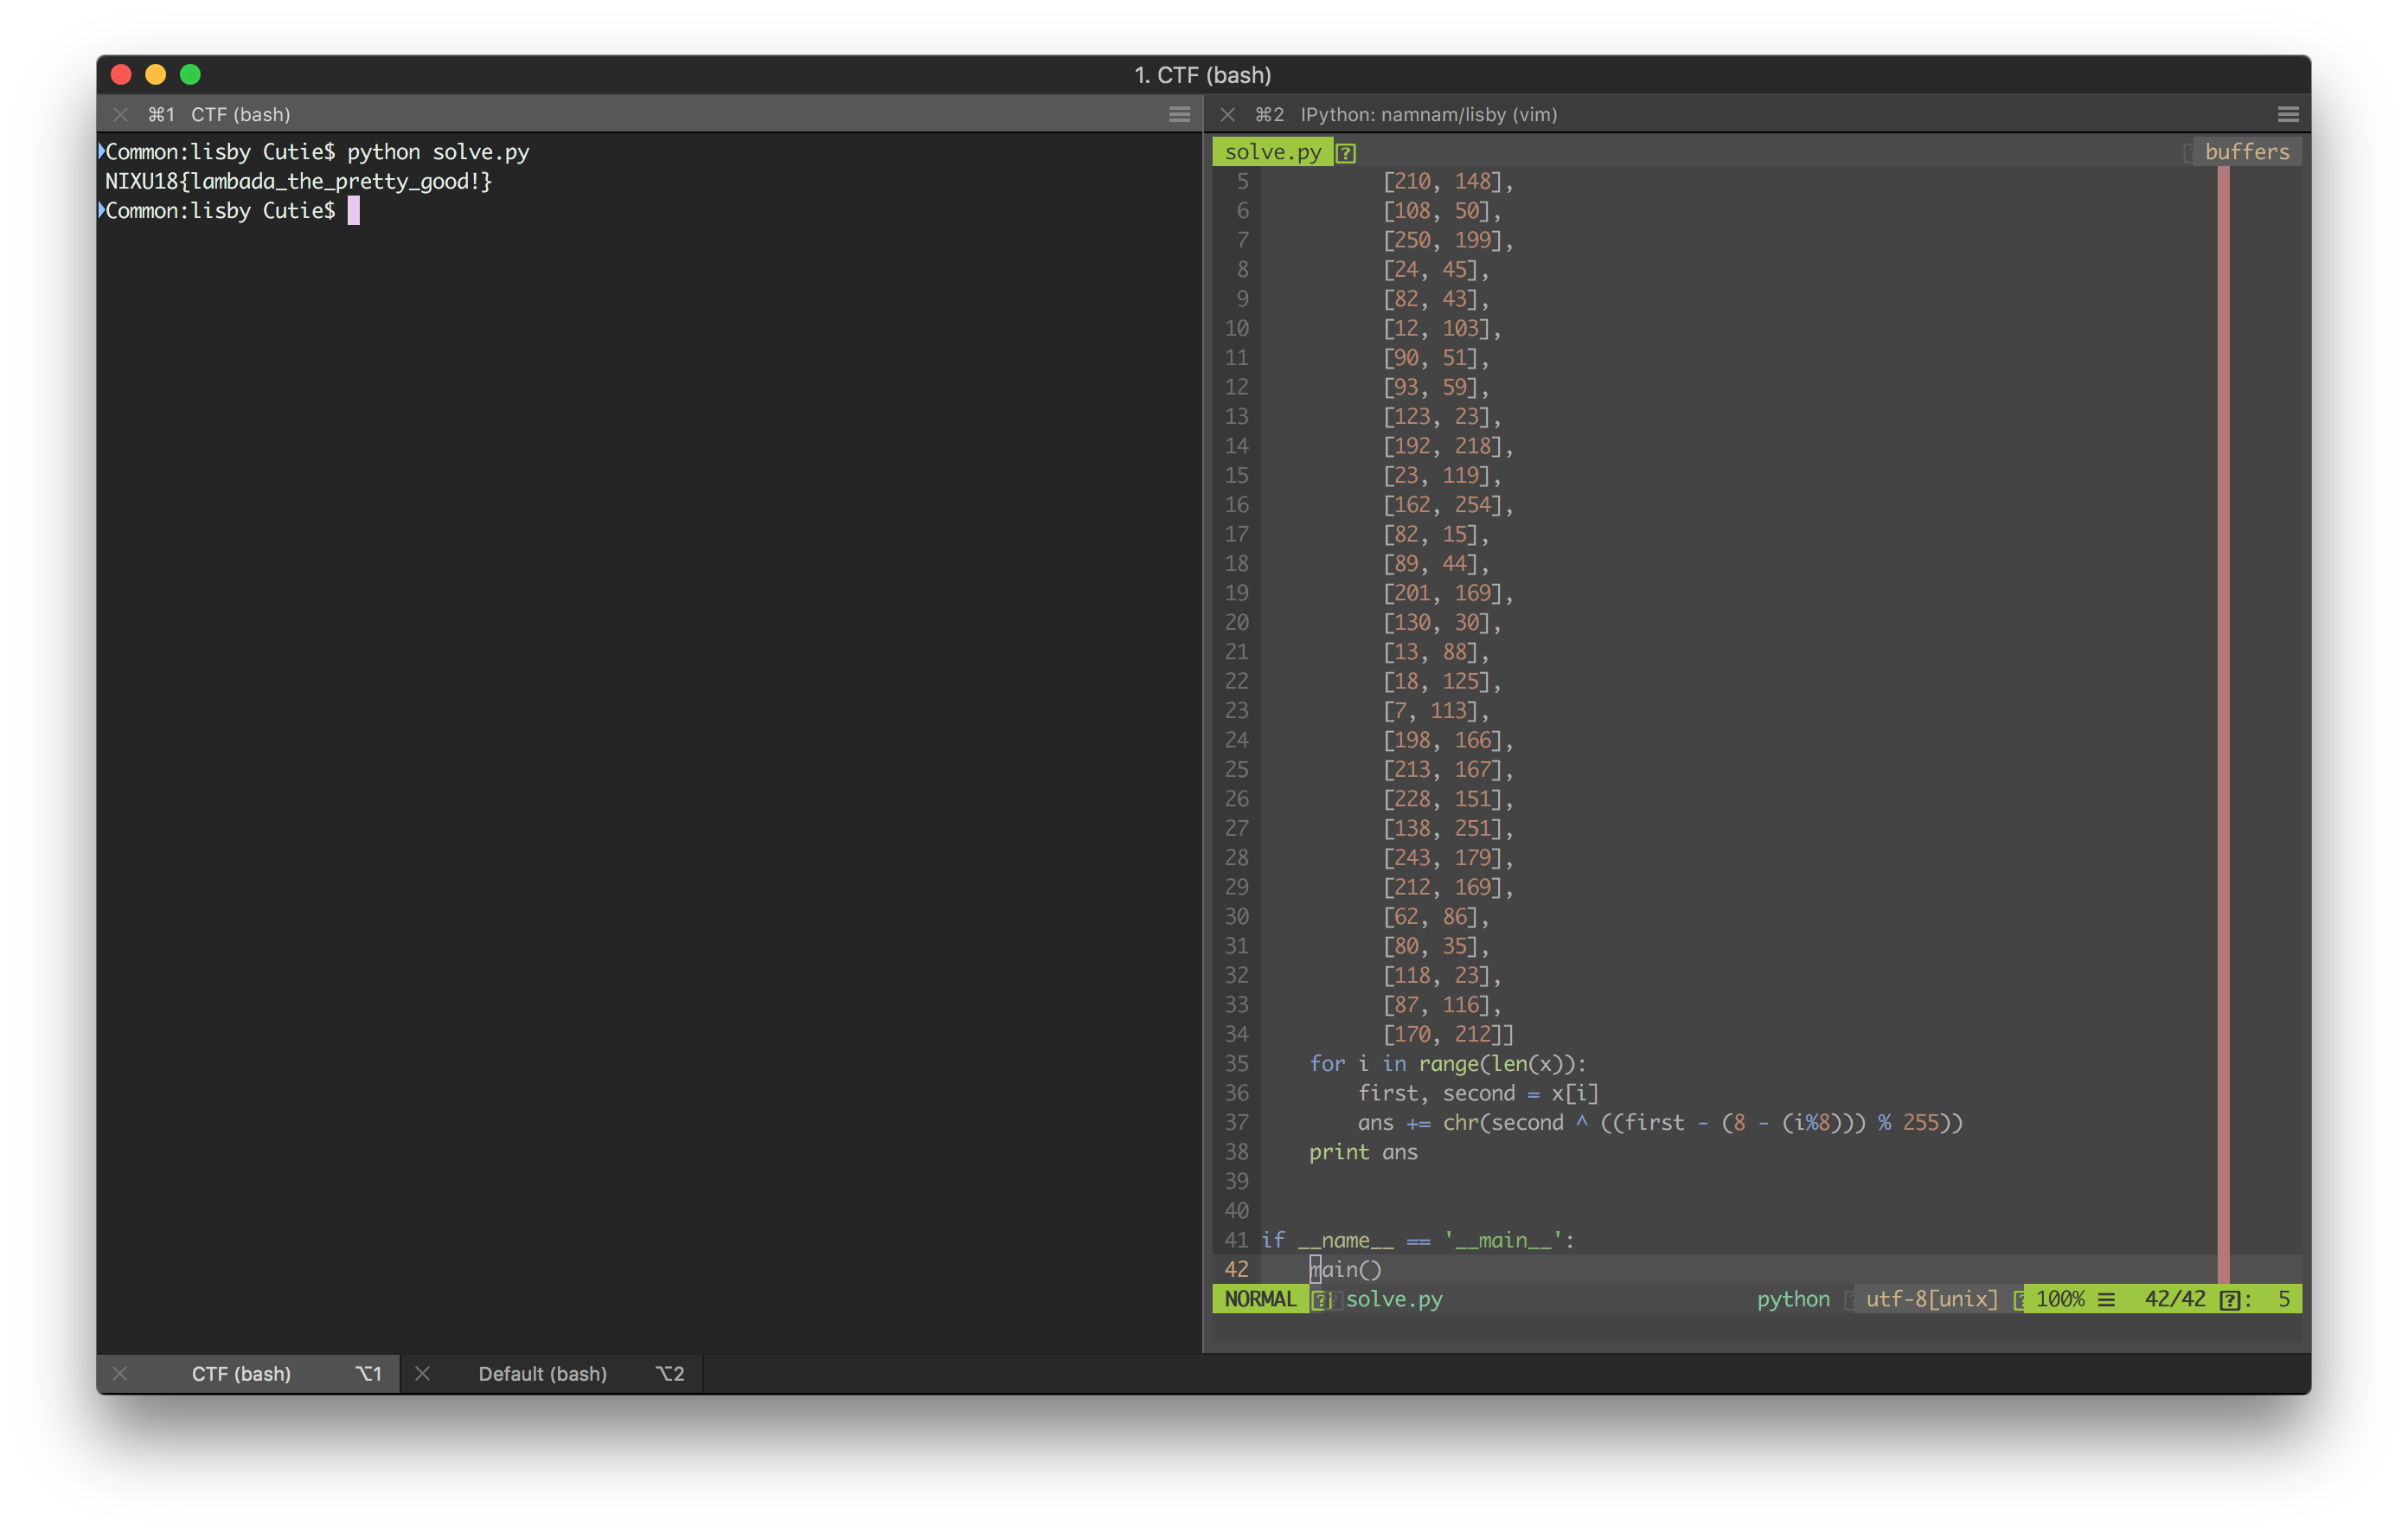 1. CTF (bash)
⌘1 CTF (bash)
Common:lisby Cutie$ python solve.py
NIXU18{lambada_the_pretty_good!}
Common:lisby Cutie$
⌘2 IPython: namnam/lisby (vim)
solve.py buffers
5 [210, 148],
6 [108, 50],
7 [250, 199],
8 [24, 45],
9 [82, 43],
10 [12, 103],
11 [90, 51],
12 [93, 59],
13 [123, 23],
14 [192, 218],
15 [23, 119],
16 [162, 254],
17 [82, 15],
18 [89, 44],
19 [201, 169],
20 [130, 30],
21 [13, 88],
22 [18, 125],
23 [7, 113],
24 [198, 166],
25 [213, 167],
26 [228, 151],
27 [138, 251],
28 [243, 179],
29 [212, 169],
30 [62, 86],
31 [80, 35],
32 [118, 23],
33 [87, 116],
34 [170, 212]]
35 for i in range(len(x)):
36 first, second = x[i]
37 ans += chr(second ^ ((first - (8 - (i%8))) % 255))
38 print ans
39
40
41 if __name__ == '__main__':
42 main()
NORMAL solve.py python utf-8[unix] 100% ☰ 42/42 : 5
CTF (bash) ⌥1 Default (bash) ⌥2